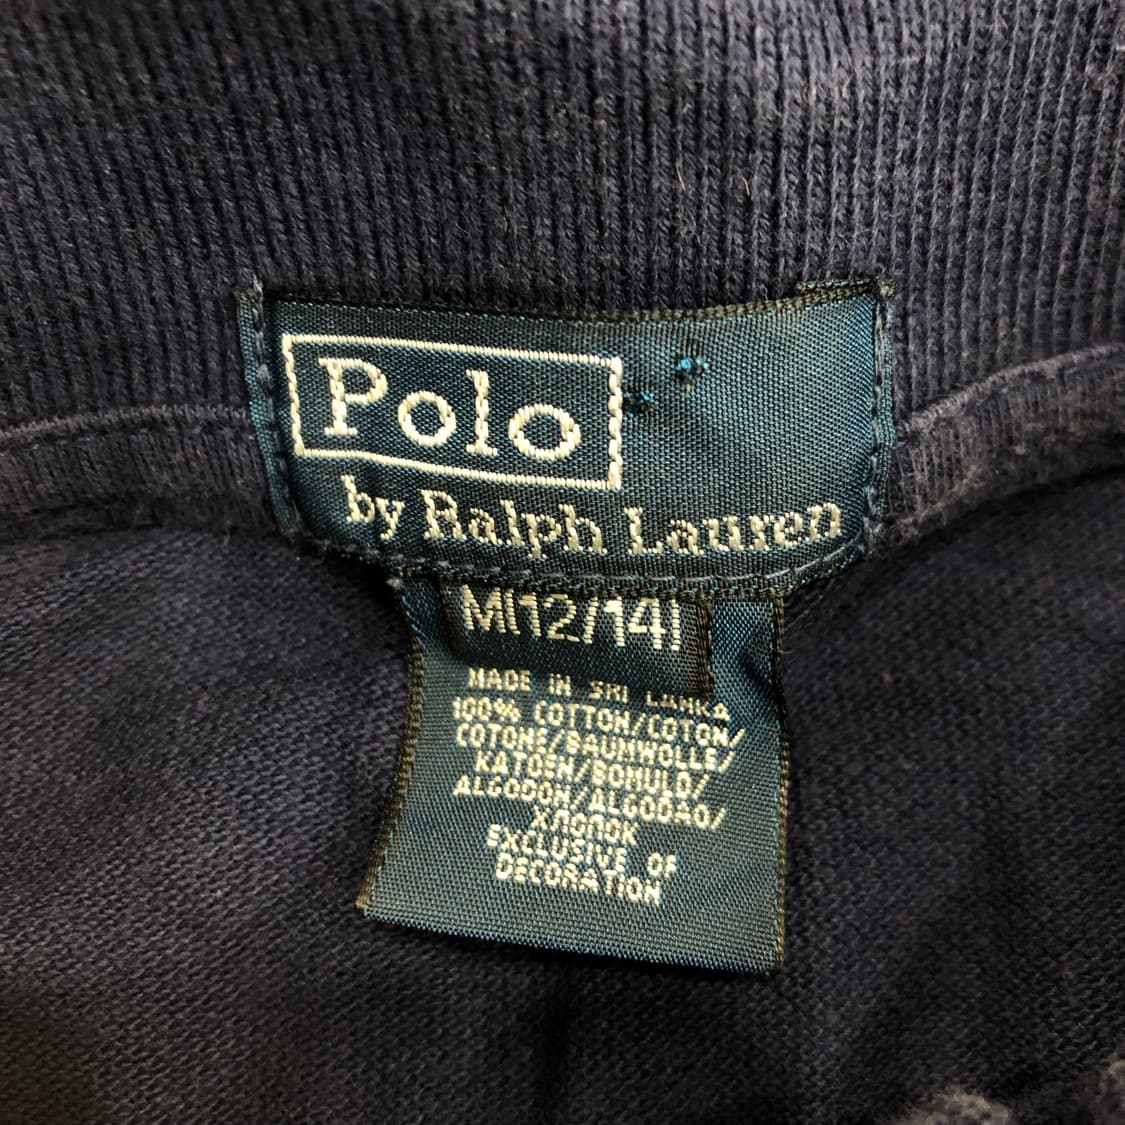 Polo
by Ralph Lauren
M(12/14)
MADE IN SRI LANKA
100% COTTON/COTON/
COTONE/BAUMWOLLE/
KATOEN/BOMULD/
ALGODON/ALGODAO/
ХЛОПОК
EXCLUSIVE OF
DECORATION